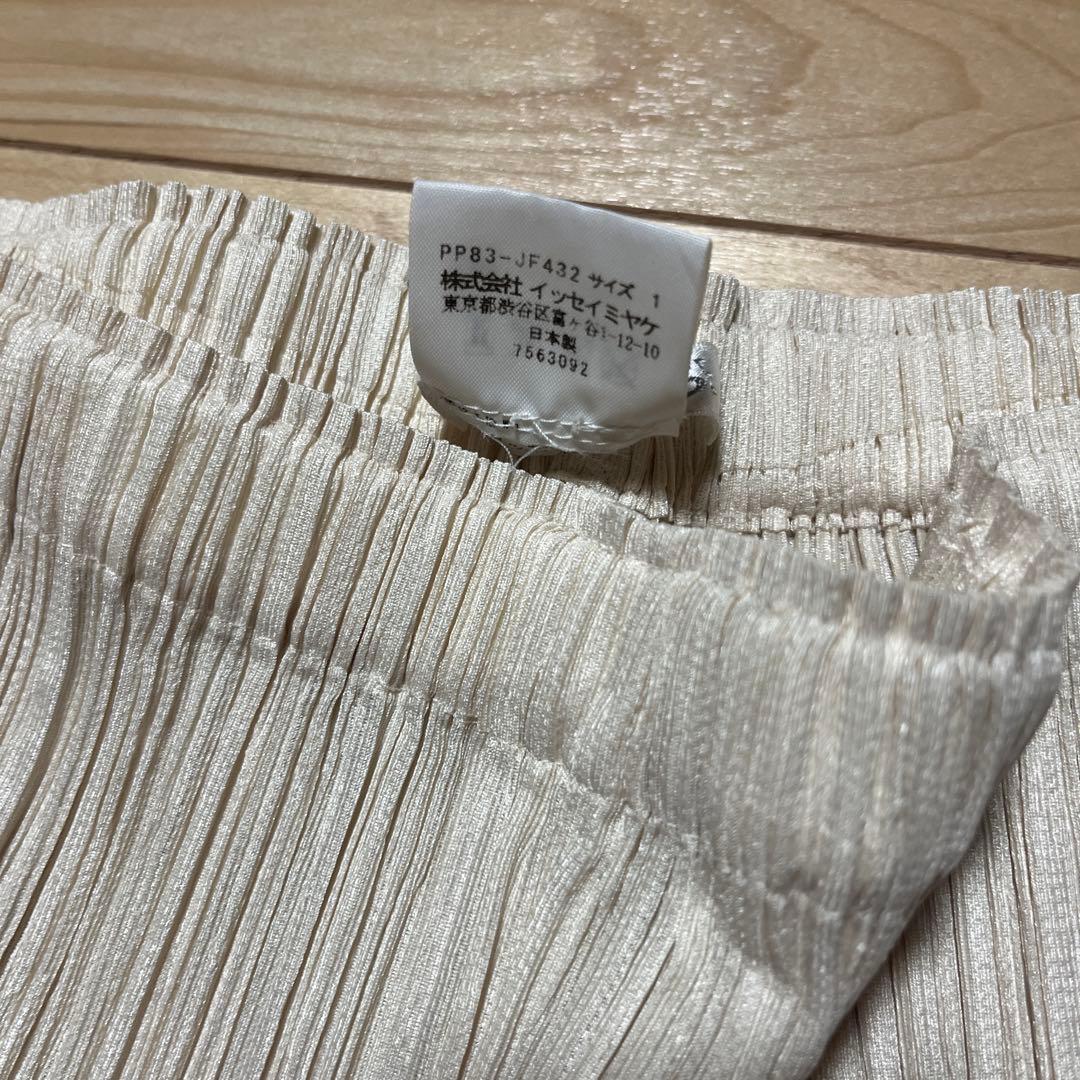 PP83-JF432 サイズ 1
株式会社 イッセイミヤケ
東京都渋谷区富ヶ谷1-12-10
日本製
7563092